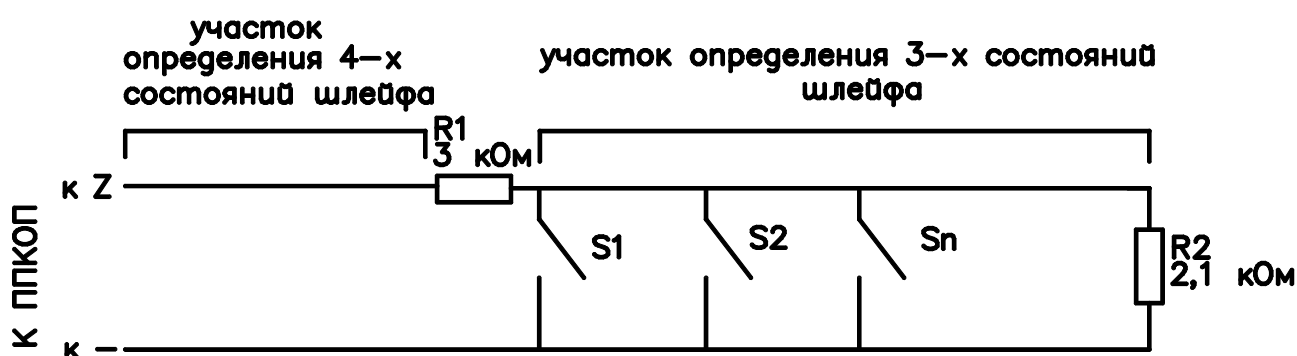 участок
определения 4-х
состояний шлейфа
участок определения 3-х состояний
шлейфа
R1
3 кОм
к Z
S1
S2
Sn
R2
2,1 кОм
К ППКОП
к –